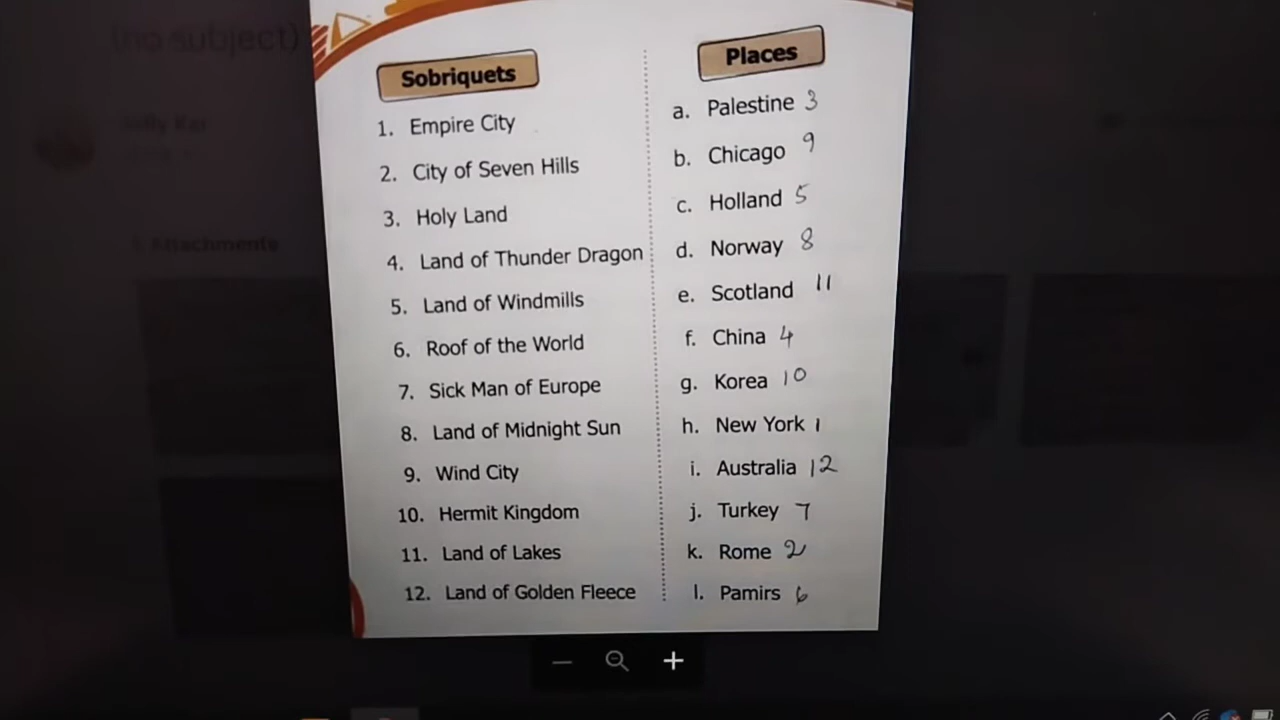 (no subject)
Sobriquets
1. Empire City
2. City of Seven Hills
3. Holy Land
4. Land of Thunder Dragon
5. Land of Windmills
6. Roof of the World
7. Sick Man of Europe
8. Land of Midnight Sun
9. Wind City
10. Hermit Kingdom
11. Land of Lakes
12. Land of Golden Fleece
Places
a. Palestine 3
b. Chicago 9
c. Holland 5
d. Norway 8
e. Scotland 11
f. China 4
g. Korea 10
h. New York 1
i. Australia 12
j. Turkey 7
k. Rome 2
l. Pamirs 6
Attachments